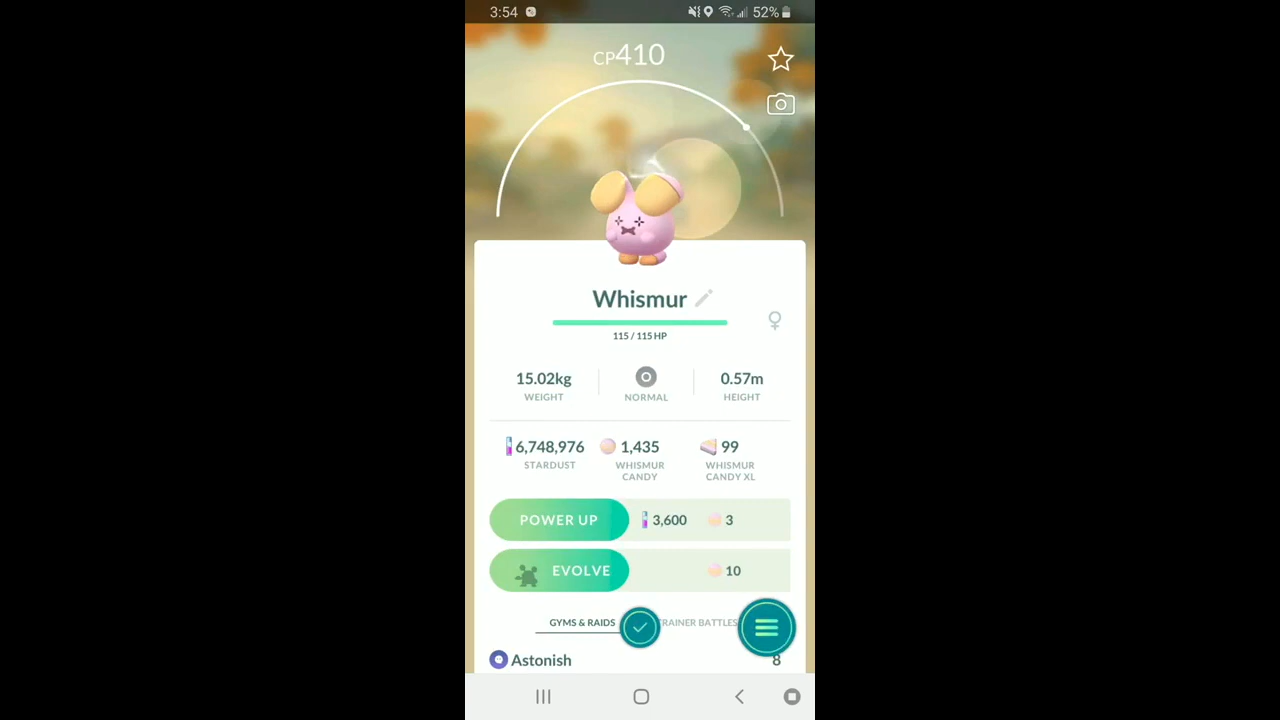 3:54 52%
CP410
Whismur
115 / 115 HP
15.02kg 0.57m
WEIGHT NORMAL HEIGHT
6,748,976 1,435 99
STARDUST WHISMUR CANDY WHISMUR CANDY XL
POWER UP 3,600 3
EVOLVE 10
GYMS & RAIDS TRAINER BATTLES
Astonish 8